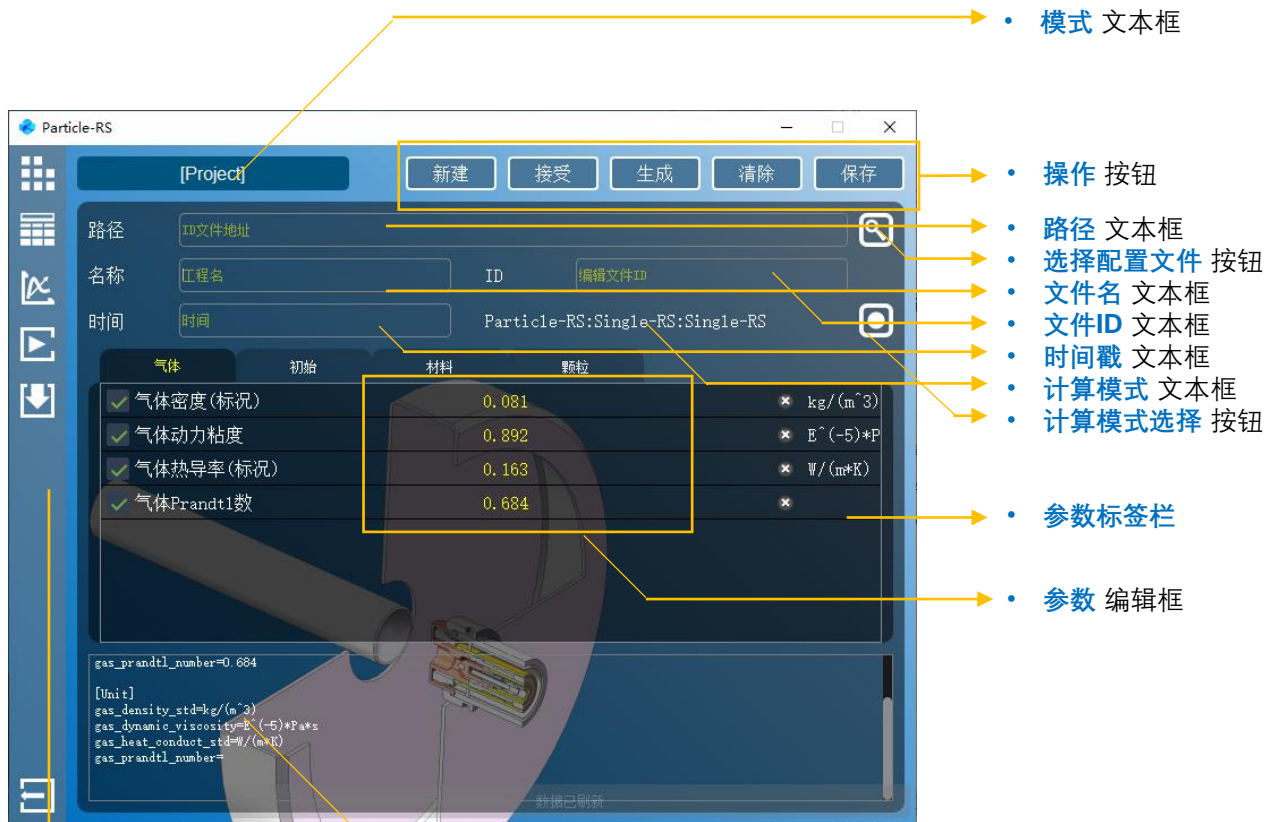 • 模式 文本框
Particle-RS
[Project]
新建 接受 生成 清除 保存
• 操作 按钮
路径 ID文件地址
• 路径 文本框
• 选择配置文件 按钮
名称 工程名 ID 编辑文件ID
• 文件名 文本框
• 文件ID 文本框
时间 时间 Particle-RS:Single-RS:Single-RS
• 时间戳 文本框
• 计算模式 文本框
• 计算模式选择 按钮
气体 初始 材料 颗粒
气体密度(标况) 0.081 kg/(m^3)
气体动力粘度 0.892 E^(-5)*P
气体热导率(标况) 0.163 W/(m*K)
气体Prandtl数 0.684
• 参数标签栏
• 参数 编辑框
gas_prandtl_number=0.684
[Unit]
gas_density_std=kg/(m^3)
gas_dynamic_viscosity=E^(-5)*Pa*s
gas_heat_conduct_std=W/(m*K)
gas_prandtl_number=
数据已刷新